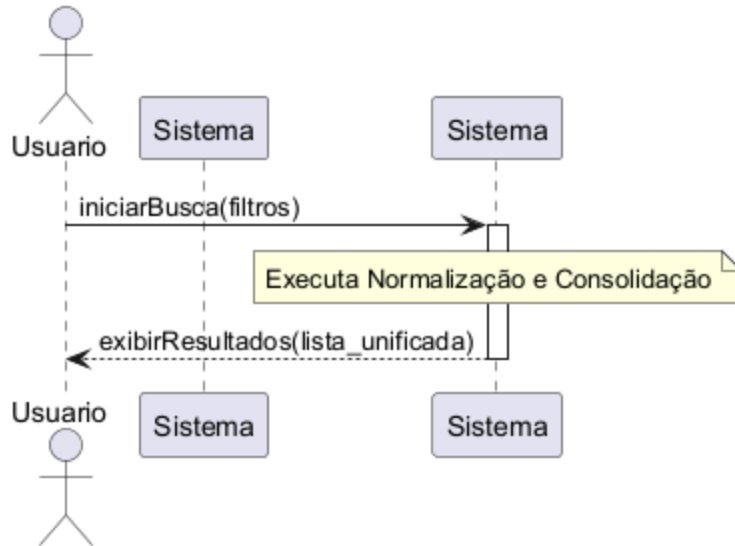 Usuario
Sistema
Sistema
iniciarBusca(filtros)
Executa Normalização e Consolidação
exibirResultados(lista_unificada)
Usuario
Sistema
Sistema